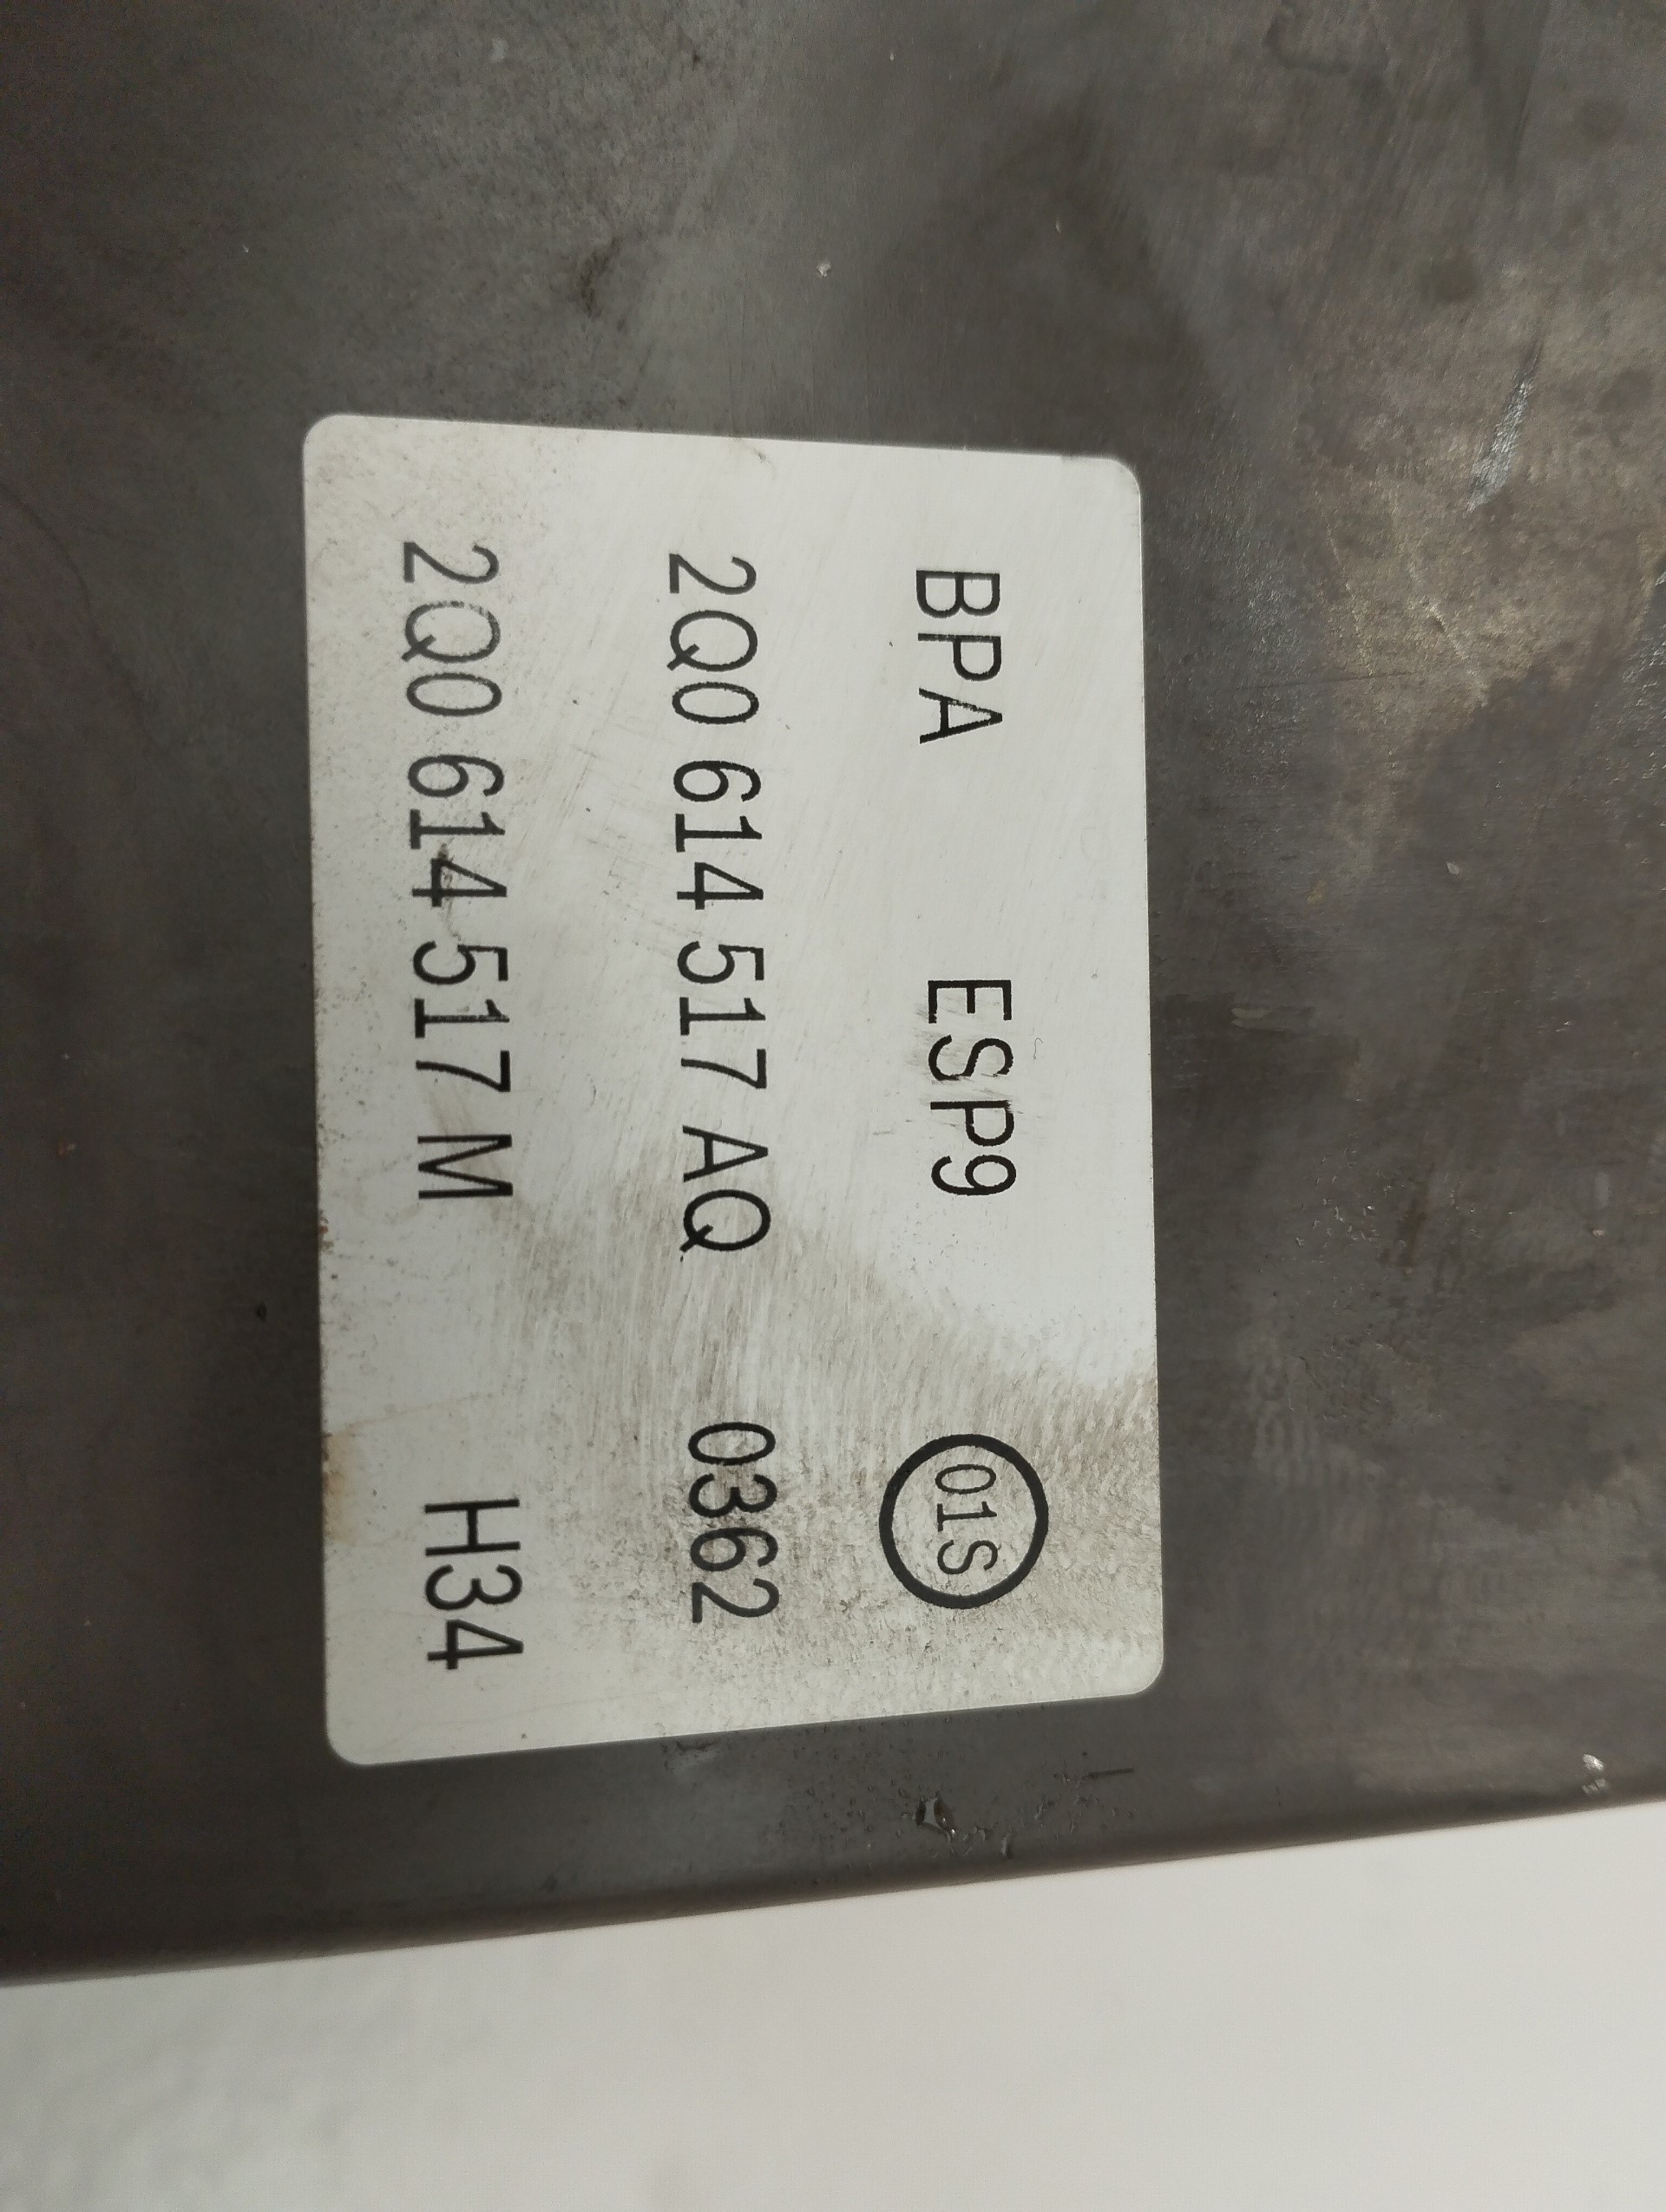 BPA ESP9 01S
2Q0 614 517 AQ 0362
2Q0 614 517 M H34